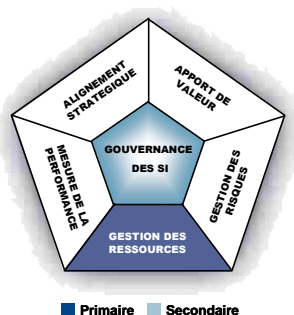 ALIGNEMENT
STRATEGIQUE
APPORT DE
VALEUR
MESURE DE LA
PERFORMANCE
GOUVERNANCE
DES SI
GESTION DES
RISQUES
GESTION DES
RESSOURCES
Primaire Secondaire